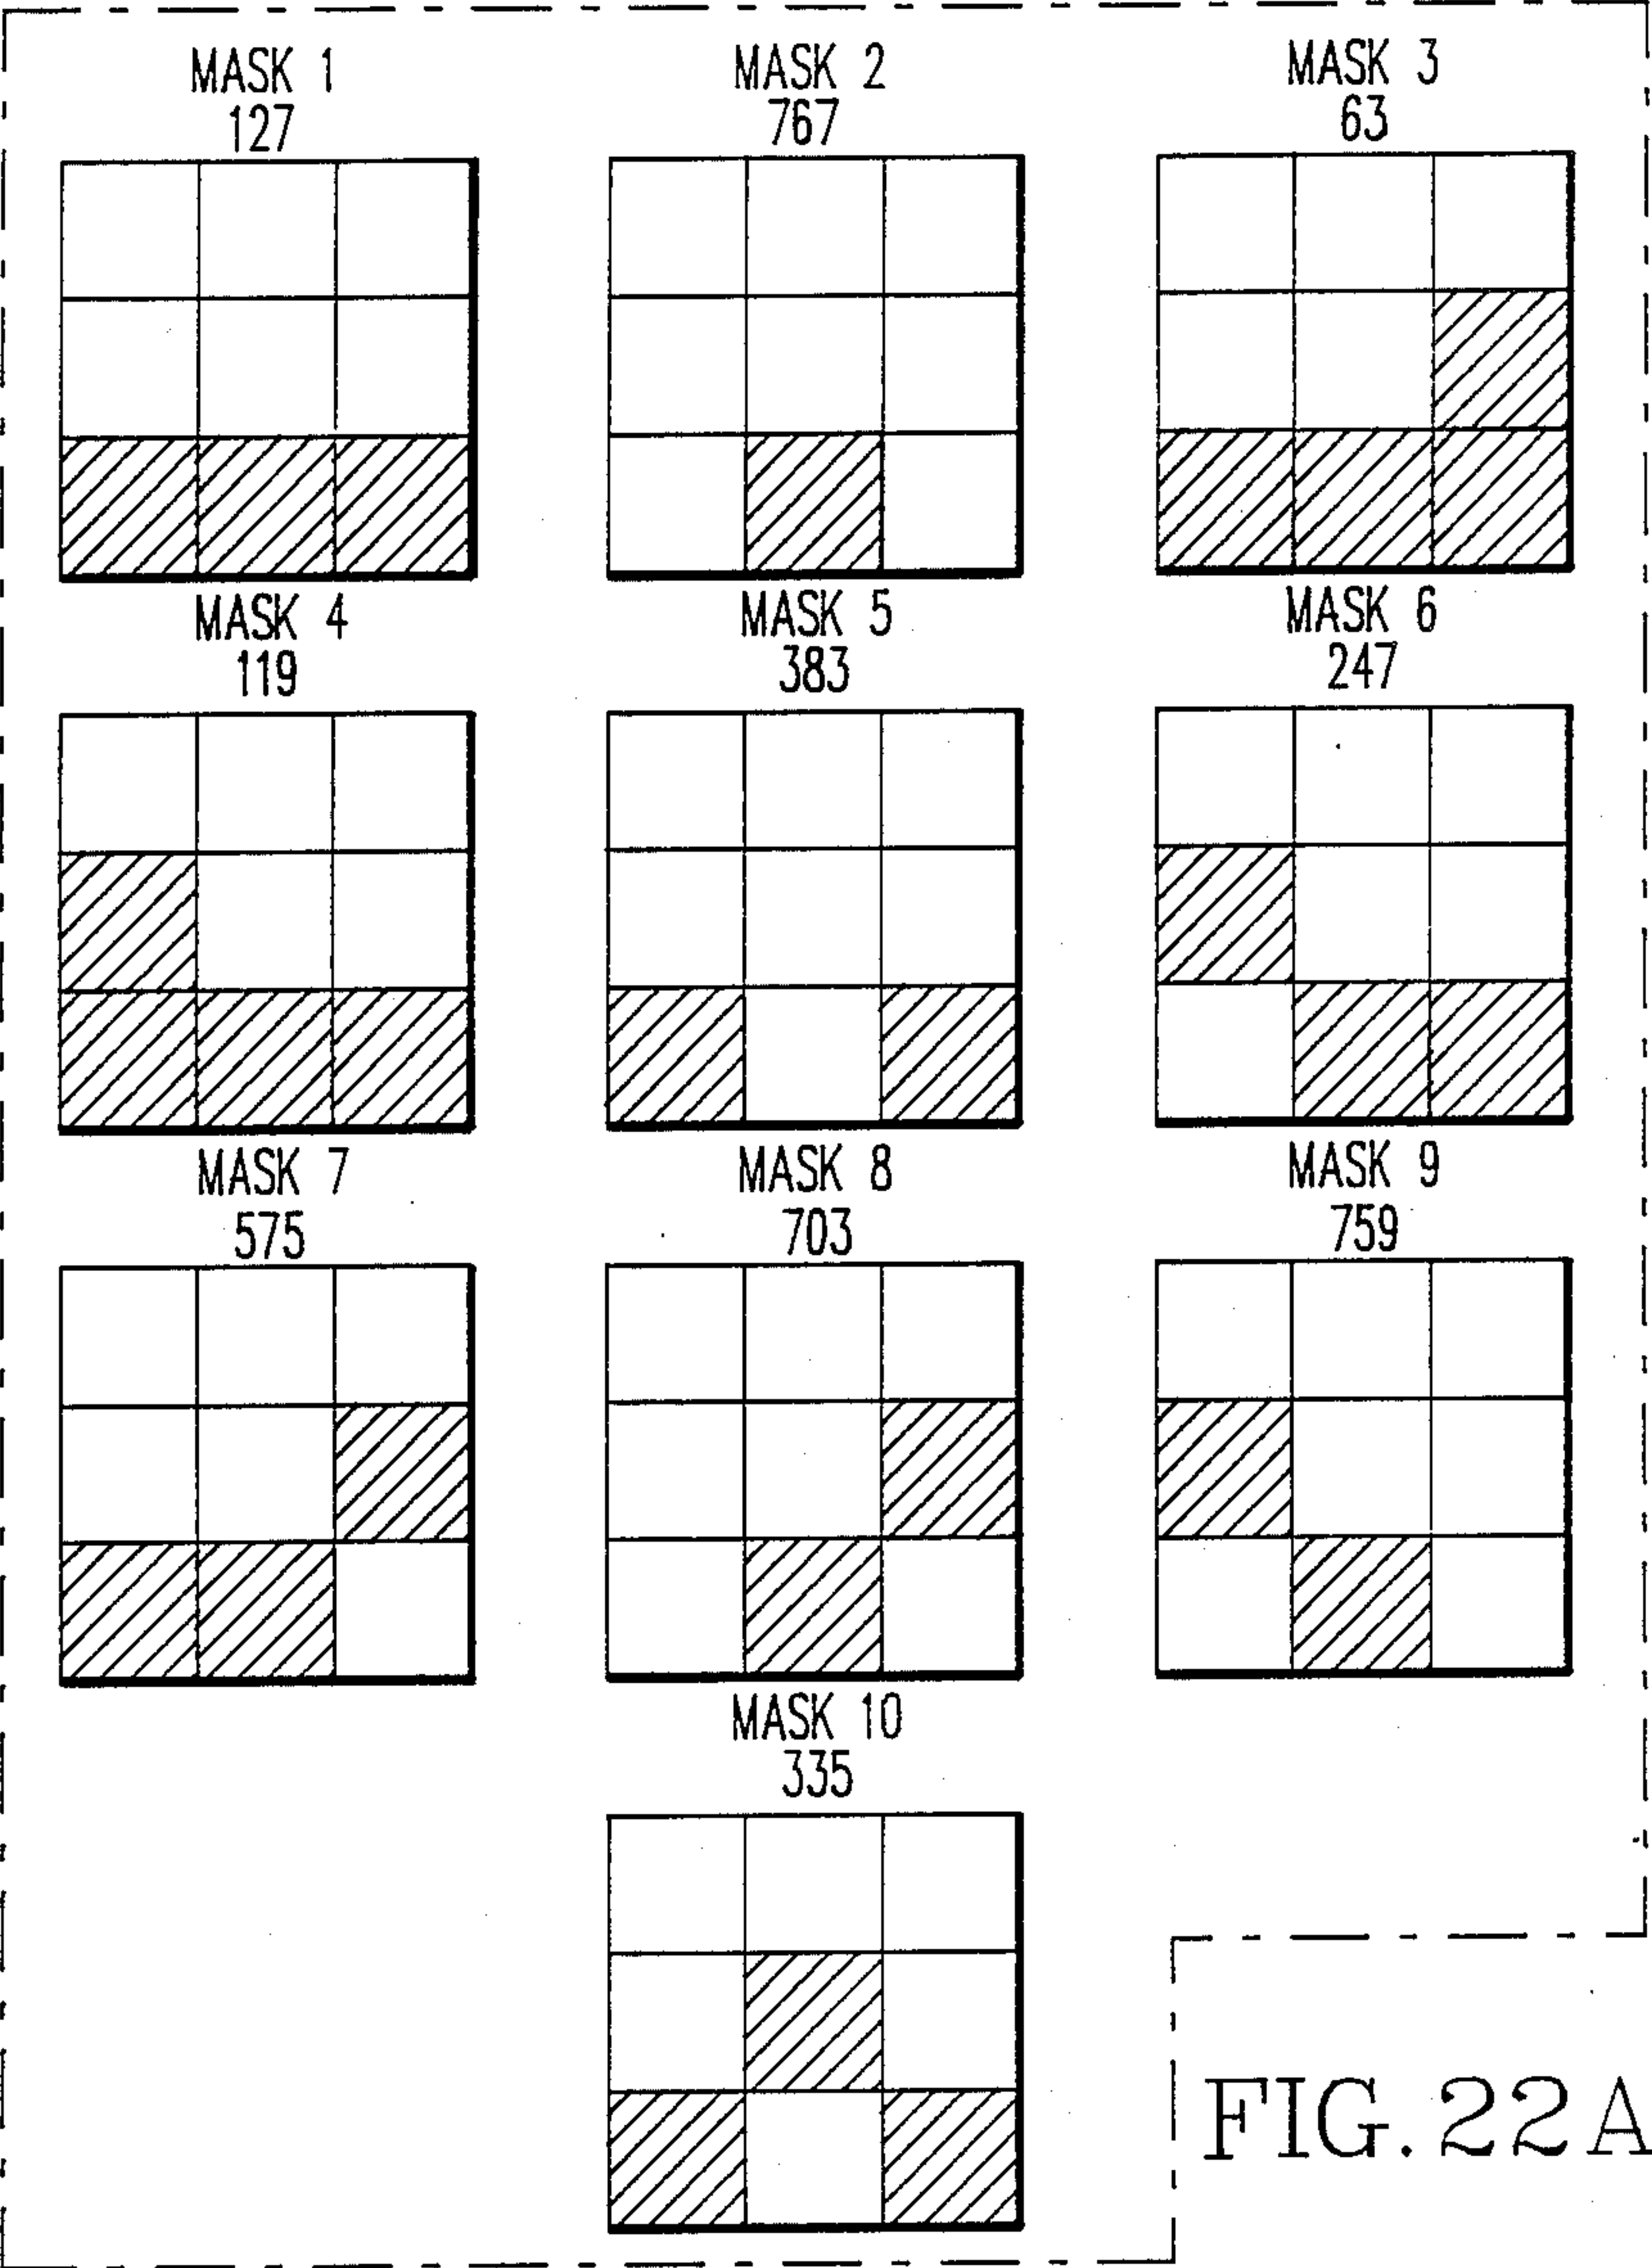 MASK 1
127
MASK 2
767
MASK 3
63
MASK 4
119
MASK 5
383
MASK 6
247
MASK 7
575
MASK 8
703
MASK 9
759
MASK 10
335
FIG. 22A